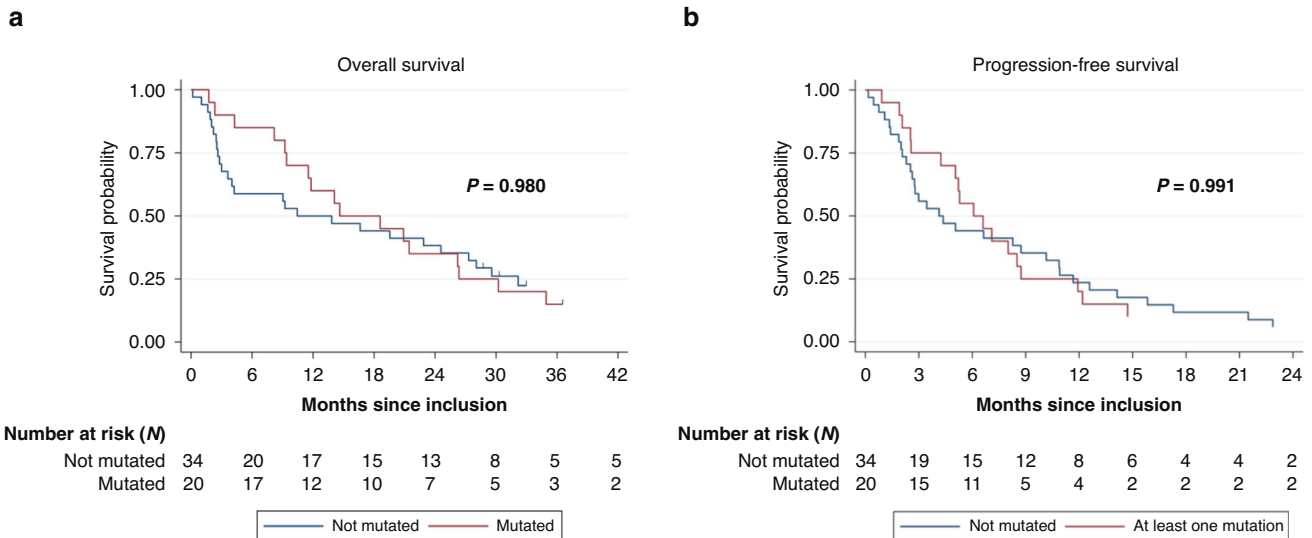 a
Overall survival
1.00
0.75
0.50
0.25
1.00
Survival probability
P = 0.980
0 6 12 18 24 30 36 42
Months since inclusion
Number at risk (N)
Not mutated 34 20 17 15 13 8 5 5
Mutated 20 17 12 10 7 5 3 2
Not mutated Mutated
b
Progression-free survival
1.00
0.75
0.50
0.25
0.00
Survival probability
P = 0.991
0 3 6 9 12 15 18 21 24
Months since inclusion
Number at risk (N)
Not mutated 34 19 15 12 8 6 4 4 2
Mutated 20 15 11 5 4 2 2 2 2
Not mutated At least one mutation